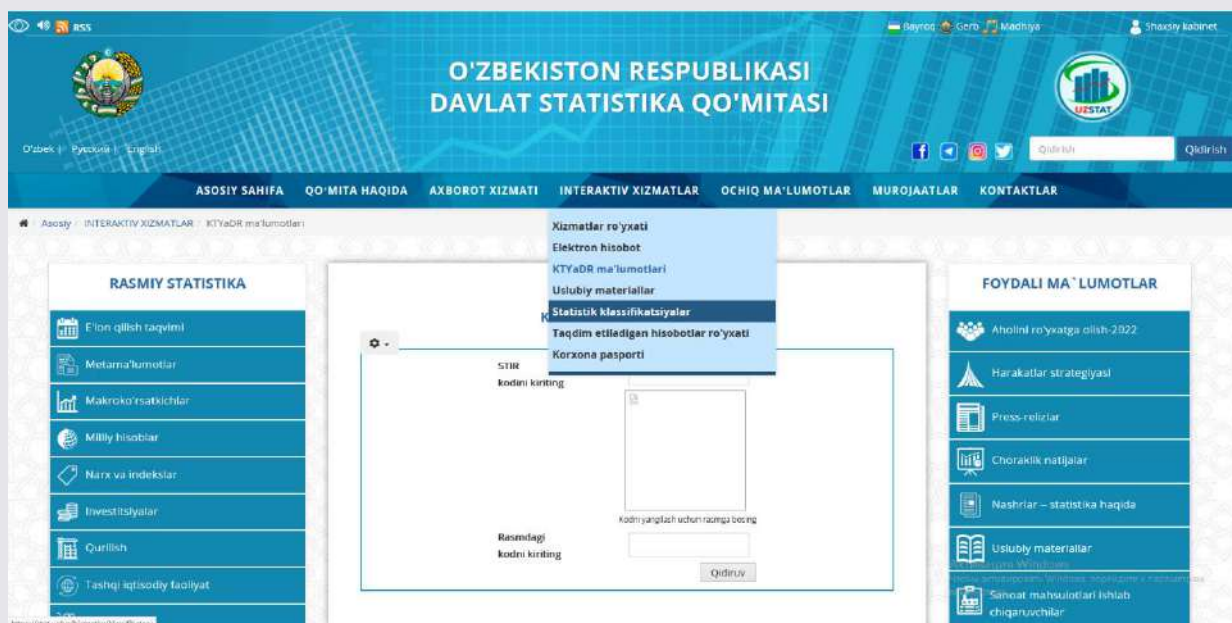 RSS
Bayroq Gerb Madhiya
Shaxsiy kabinet
O'ZBEKISTON RESPUBLIKASI
DAVLAT STATISTIKA QO'MITASI
UZSTAT
O'zbek | Русский | English
Qidirish
Qidirish
ASOSIY SAHIFA QO'MITA HAQIDA AXBOROT XIZMATI INTERAKTIV XIZMATLAR OCHIQ MA'LUMOTLAR MUROJAATLAR KONTAKTLAR
Asosiy / INTERAKTIV XIZMATLAR / KTYaDR ma'lumotlari
Xizmatlar ro'yxati
Elektron hisobot
KTYaDR ma'lumotlari
Uslubiy materiallar
Statistik klassifikatsiyalar
Taqdim etiladigan hisobotlar ro'yxati
Korxona pasporti
RASMIY STATISTIKA
E'lon qilish taqvimi
Metama'lumotlar
Makroko'rsatkichlar
Milliy hisoblar
Narx va indekslar
Investitsiyalar
Qurilish
Tashqi iqtisodiy faoliyat
K
STIR
kodini kiriting
Kodni yangilash uchun rasmga bosing
Rasmdagi
kodni kiriting
Qidiruv
FOYDALI MA`LUMOTLAR
Aholini ro'yxatga olish-2022
Harakatlar strategiyasi
Press-relizlar
Choraklik natijalar
Nashrlar – statistika haqida
Uslubiy materiallar
Sanoat mahsulotlari ishlab
chiqaruvchilar